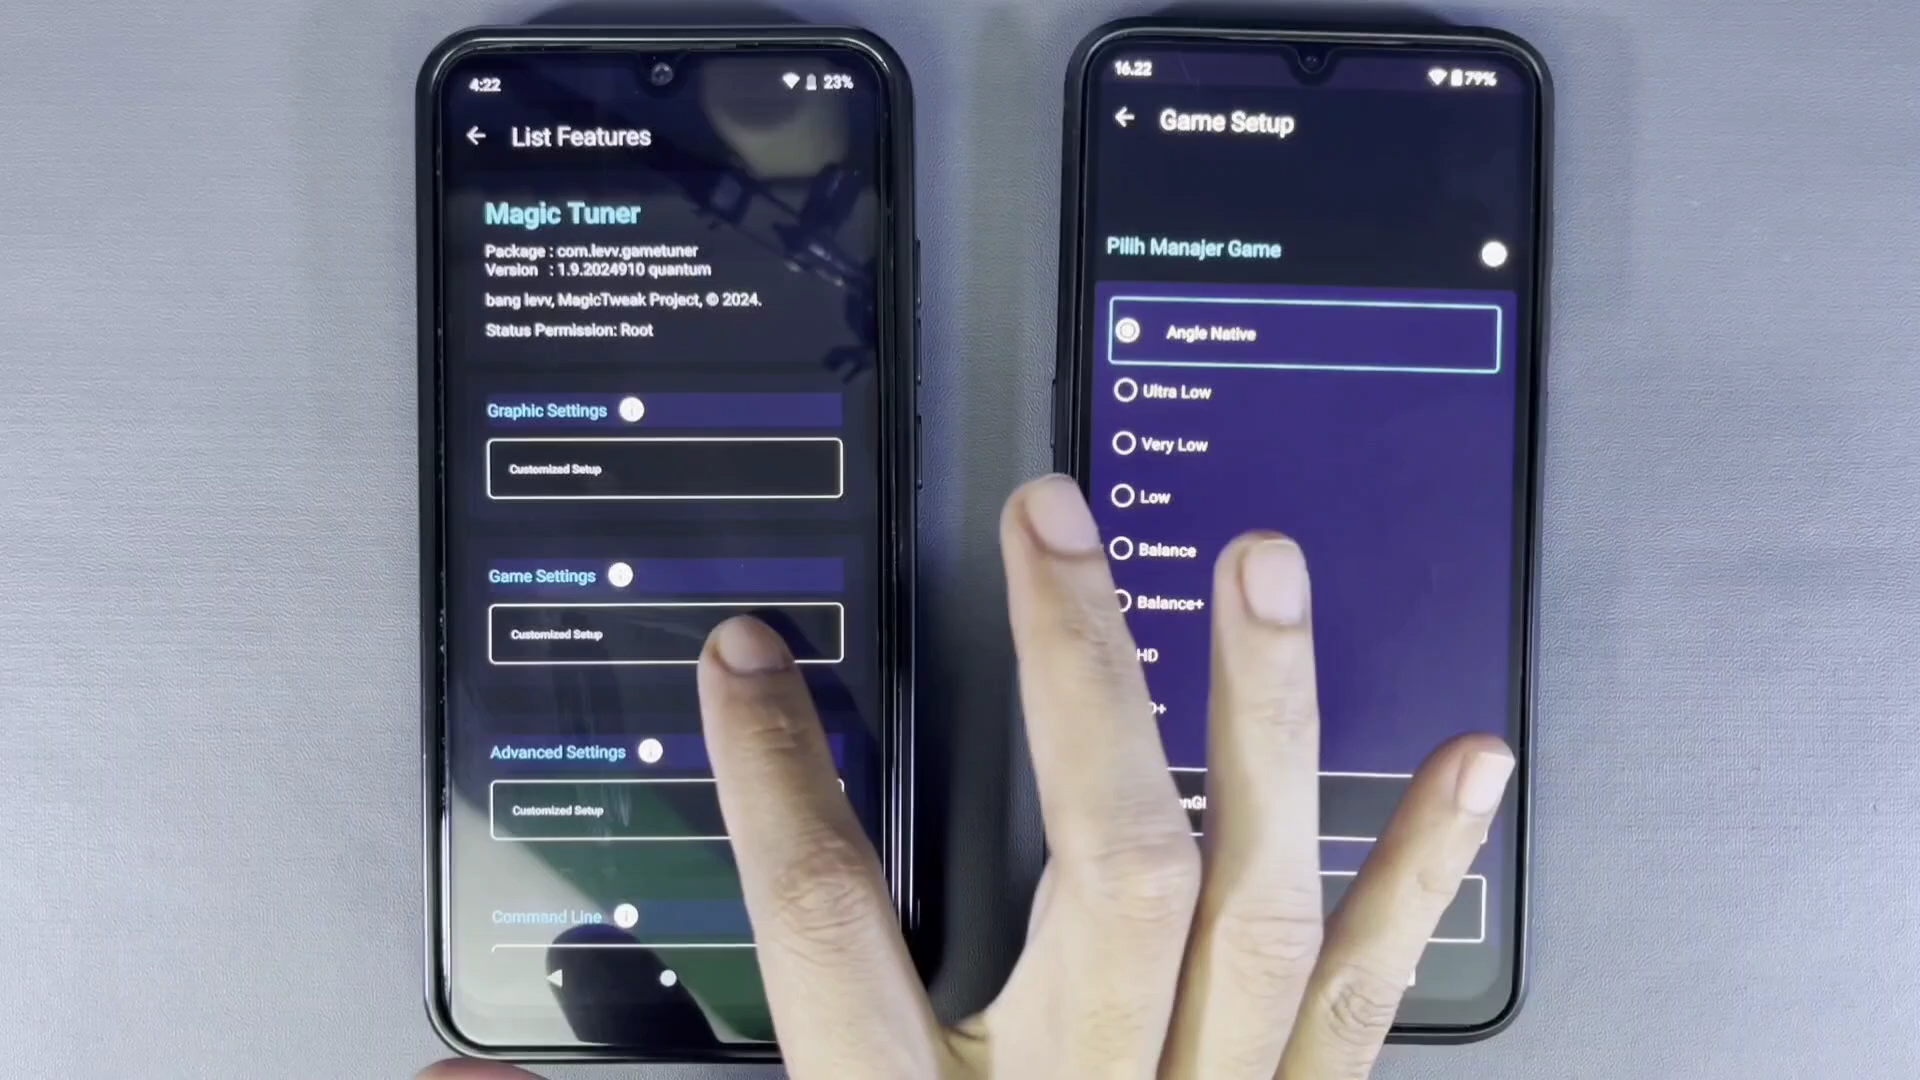 4:22
23%
List Features
Magic Tuner
Package : com.levv.gametuner
Version : 1.9.2024910 quantum
bang levv, MagicTweak Project, © 2024.
Status Permission: Root
Graphic Settings
Customized Setup
Game Settings
Customized Setup
Advanced Settings
Customized Setup
Command Line
16.22
79%
Game Setup
Pilih Manajer Game
Angle Native
Ultra Low
Very Low
Low
Balance
Balance+
HD